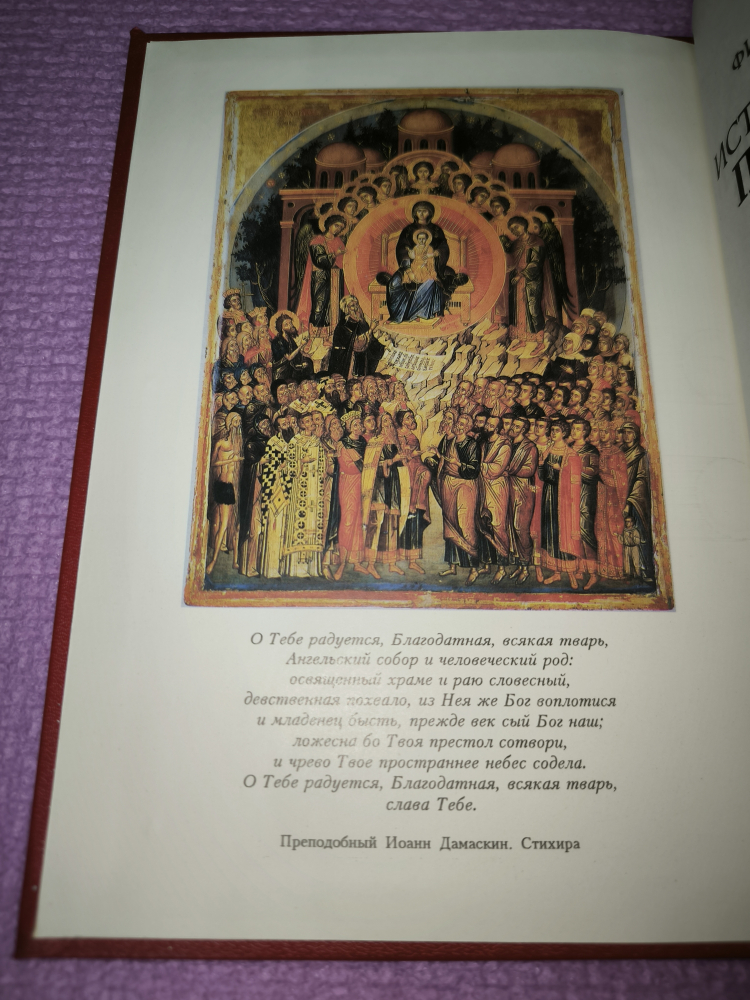 О Тебе радуется, Благодатная, всякая тварь,
Ангельский собор и человеческий род:
освященный храме и раю словесный,
девственная похвало, из Нея же Бог воплотися
и младенец бысть, прежде век сый Бог наш;
ложесна бо Твоя престол сотвори,
и чрево Твое пространнее небес содела.
О Тебе радуется, Благодатная, всякая тварь,
слава Тебе.
Преподобный Иоанн Дамаскин. Стихира